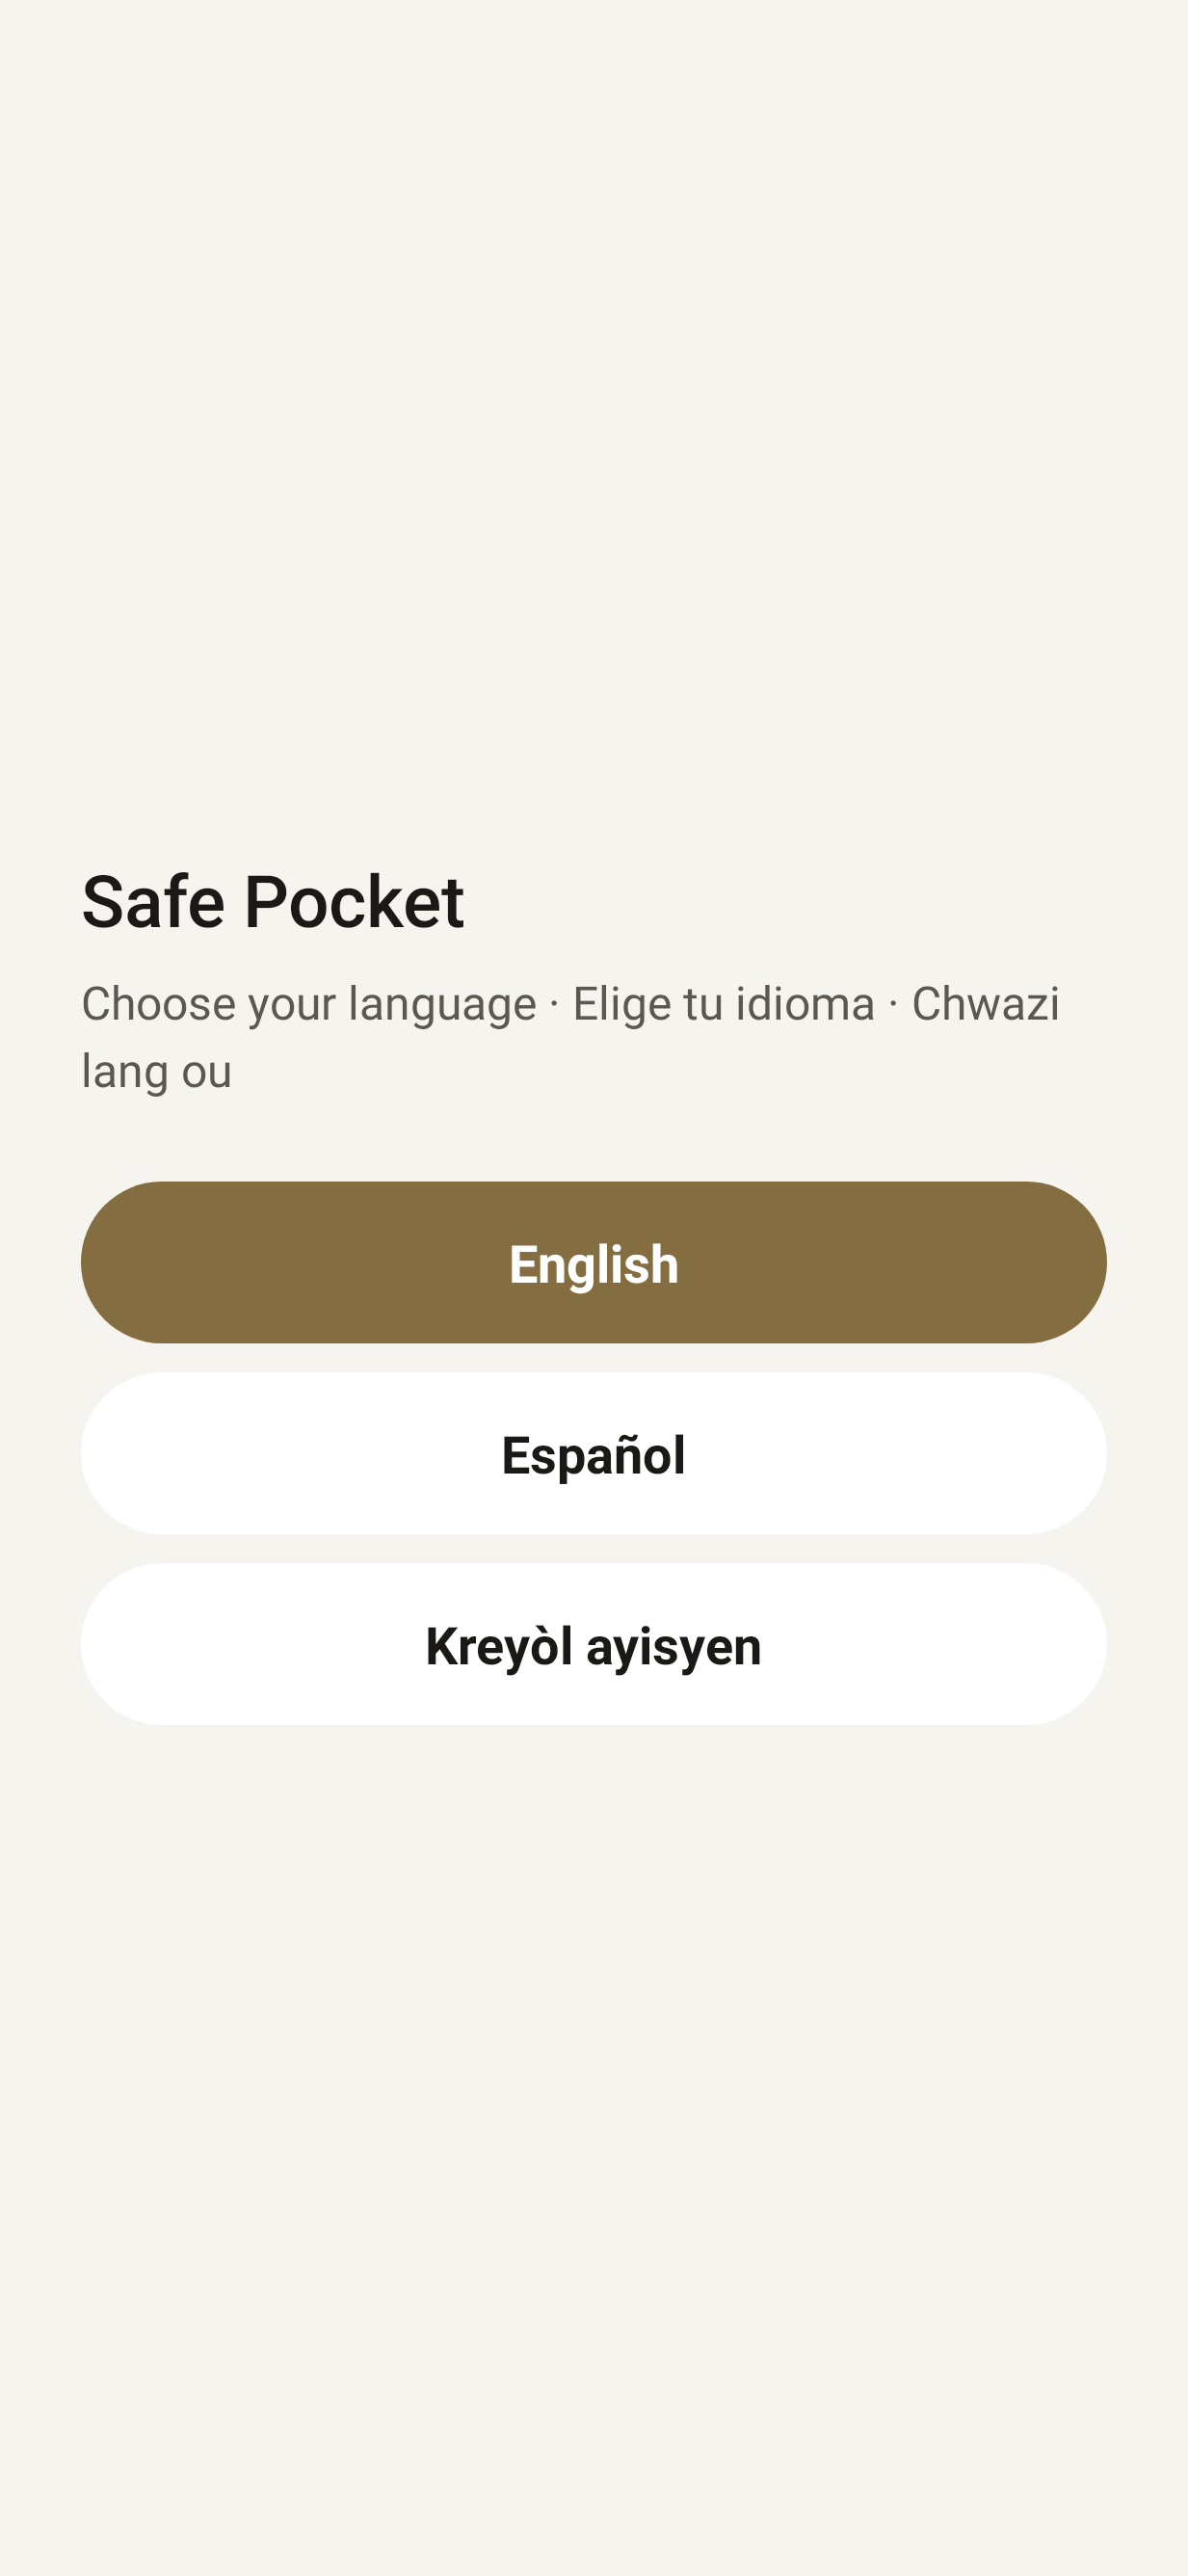 Safe Pocket
Choose your language · Elige tu idioma · Chwazi
lang ou
English
Español
Kreyòl ayisyen